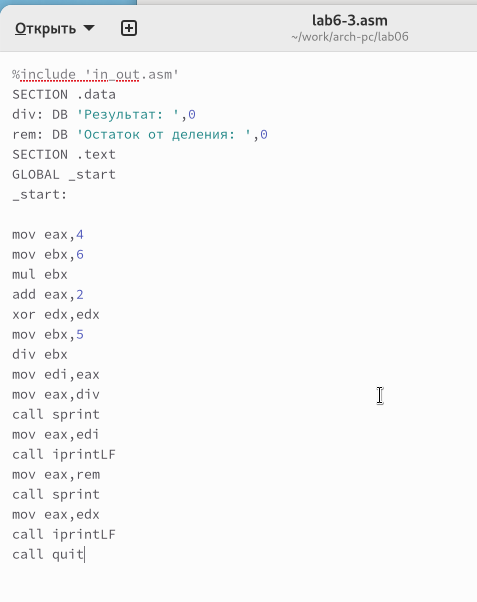 Открыть
lab6-3.asm
~/work/arch-pc/lab06
%include 'in_out.asm'
SECTION .data
div: DB 'Результат: ',0
rem: DB 'Остаток от деления: ',0
SECTION .text
GLOBAL _start
_start:
mov eax,4
mov ebx,6
mul ebx
add eax,2
xor edx,edx
mov ebx,5
div ebx
mov edi,eax
mov eax,div
call sprint
mov eax,edi
call iprintLF
mov eax,rem
call sprint
mov eax,edx
call iprintLF
call quit